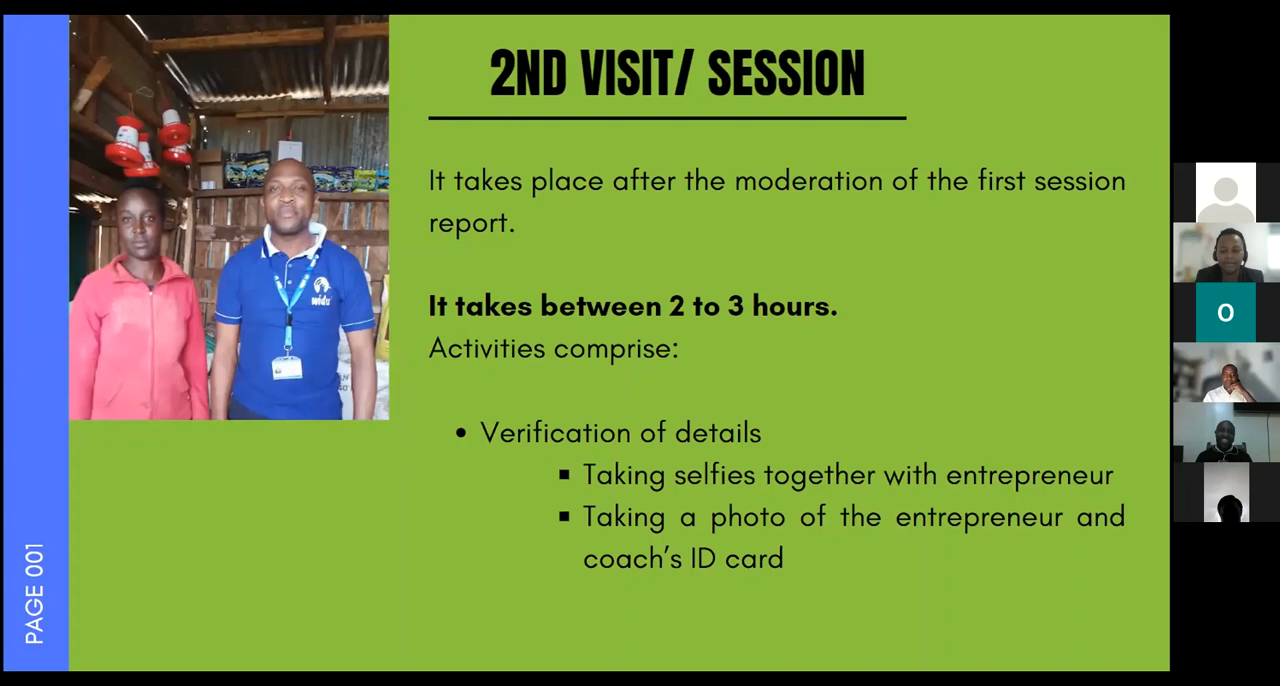 2ND VISIT/ SESSION
It takes place after the moderation of the first session
report.
It takes between 2 to 3 hours.
Activities comprise:
• Verification of details
▪ Taking selfies together with entrepreneur
▪ Taking a photo of the entrepreneur and
coach's ID card
PAGE 001
widu
O